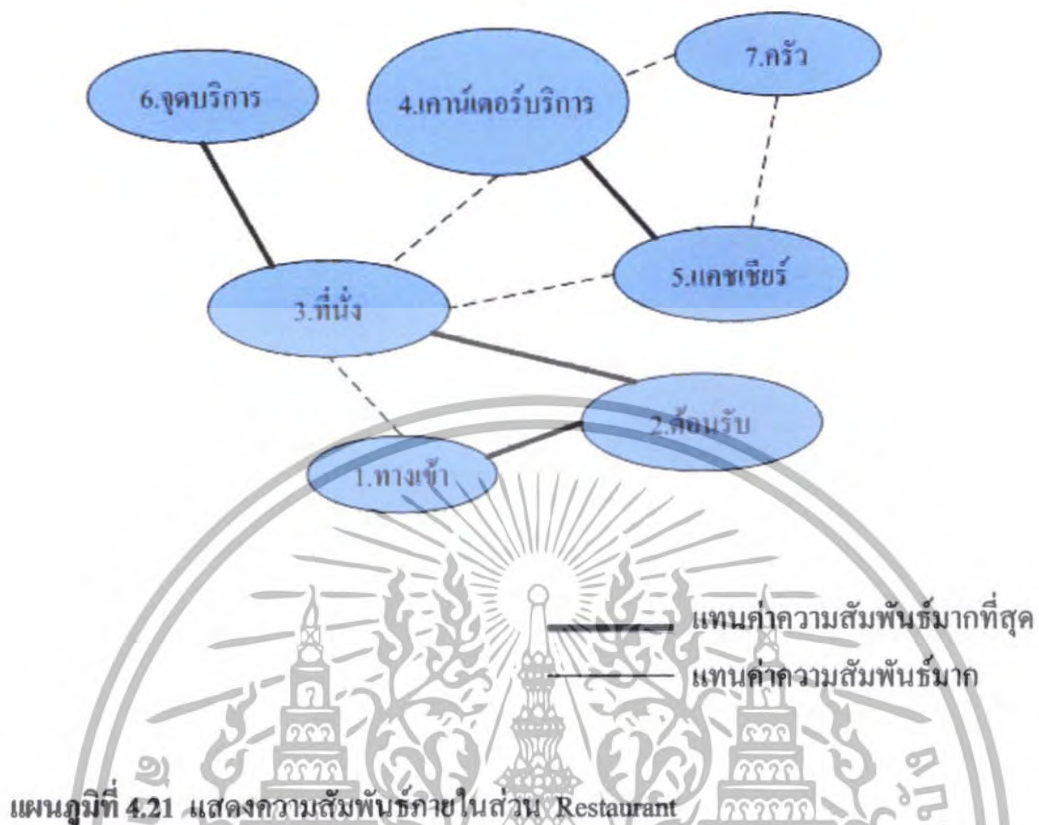 7.ครัว
6.จุดบริการ
4.เคาน์เตอร์บริการ
5.แคชเชียร์
3.ที่นั่ง
2.ต้อนรับ
1.ทางเข้า
แทนค่าความสัมพันธ์มากที่สุด
แทนค่าความสัมพันธ์มาก
แผนภูมิที่ 4.21 แสดงความสัมพันธ์ภายในส่วน Restaurant